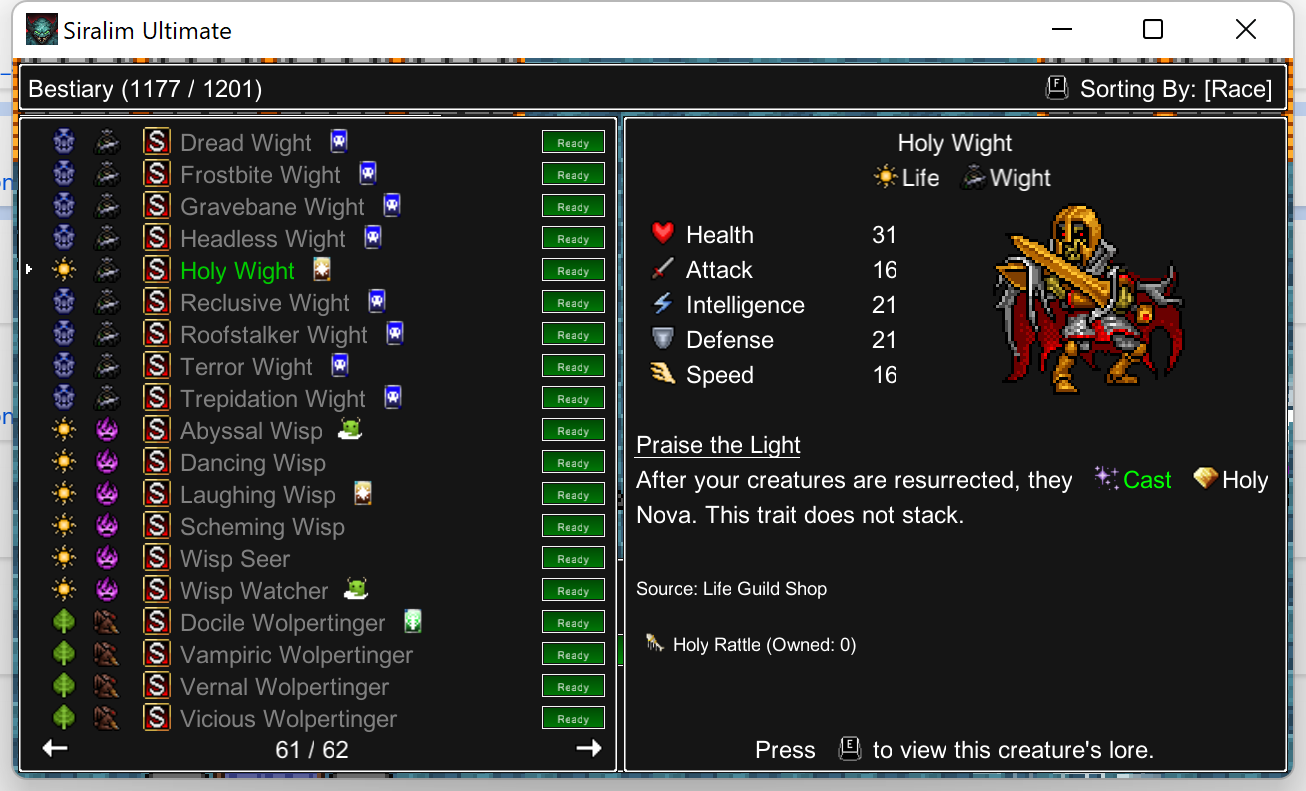 Siralim Ultimate
Bestiary (1177 / 1201)
F Sorting By: [Race]
S Dread Wight Ready
S Frostbite Wight Ready
S Gravebane Wight Ready
S Headless Wight Ready
S Holy Wight Ready
S Reclusive Wight Ready
S Roofstalker Wight Ready
S Terror Wight Ready
S Trepidation Wight Ready
S Abyssal Wisp Ready
S Dancing Wisp Ready
S Laughing Wisp Ready
S Scheming Wisp Ready
S Wisp Seer Ready
S Wisp Watcher Ready
S Docile Wolpertinger Ready
S Vampiric Wolpertinger Ready
S Vernal Wolpertinger Ready
S Vicious Wolpertinger Ready
61 / 62
Holy Wight
Life Wight
Health 31
Attack 16
Intelligence 21
Defense 21
Speed 16
Praise the Light
After your creatures are resurrected, they Cast Holy
Nova. This trait does not stack.
Source: Life Guild Shop
Holy Rattle (Owned: 0)
Press E to view this creature's lore.